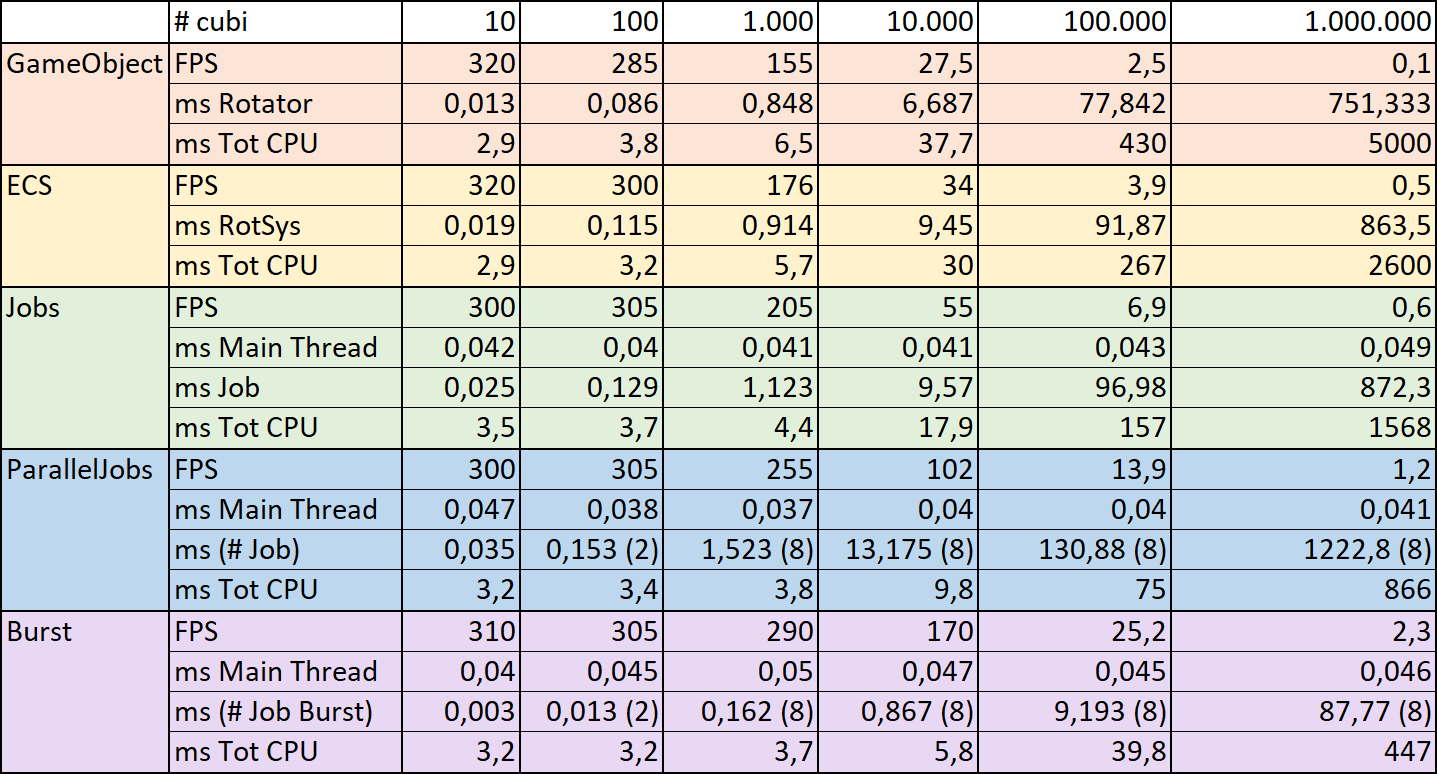 # cubi 10 100 1.000 10.000 100.000 1.000.000
GameObject FPS 320 285 155 27,5 2,5 0,1
ms Rotator 0,013 0,086 0,848 6,687 77,842 751,333
ms Tot CPU 2,9 3,8 6,5 37,7 430 5000
ECS FPS 320 300 176 34 3,9 0,5
ms RotSys 0,019 0,115 0,914 9,45 91,87 863,5
ms Tot CPU 2,9 3,2 5,7 30 267 2600
Jobs FPS 300 305 205 55 6,9 0,6
ms Main Thread 0,042 0,04 0,041 0,041 0,043 0,049
ms Job 0,025 0,129 1,123 9,57 96,98 872,3
ms Tot CPU 3,5 3,7 4,4 17,9 157 1568
ParallelJobs FPS 300 305 255 102 13,9 1,2
ms Main Thread 0,047 0,038 0,037 0,04 0,04 0,041
ms (# Job) 0,035 0,153 (2) 1,523 (8) 13,175 (8) 130,88 (8) 1222,8 (8)
ms Tot CPU 3,2 3,4 3,8 9,8 75 866
Burst FPS 310 305 290 170 25,2 2,3
ms Main Thread 0,04 0,045 0,05 0,047 0,045 0,046
ms (# Job Burst) 0,003 0,013 (2) 0,162 (8) 0,867 (8) 9,193 (8) 87,77 (8)
ms Tot CPU 3,2 3,2 3,7 5,8 39,8 447